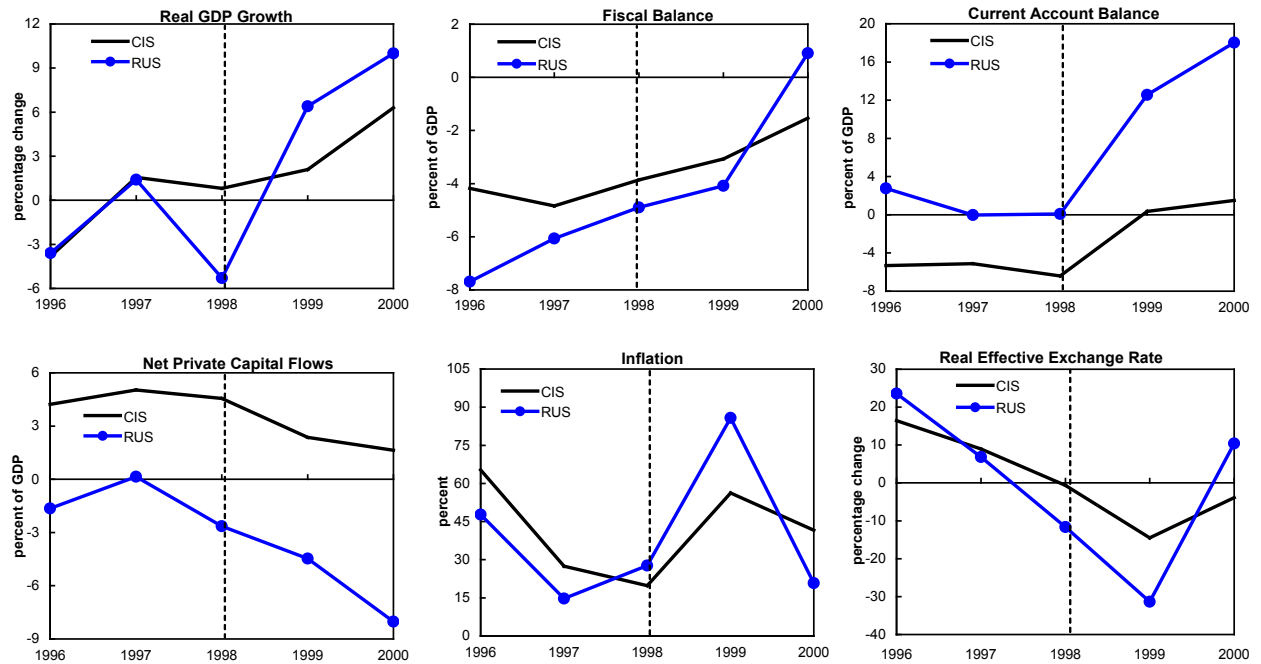 Real GDP Growth
percentage change
12
9
6
3
0
-3
-6
CIS
RUS
1996 1997 1998 1999 2000
Fiscal Balance
percent of GDP
2
0
-2
-4
-6
-8
CIS
RUS
1996 1997 1998 1999 2000
Current Account Balance
percent of GDP
20
16
12
8
4
0
-4
-8
CIS
RUS
1996 1997 1998 1999 2000
Net Private Capital Flows
percent of GDP
6
3
0
-3
-6
-9
CIS
RUS
1996 1997 1998 1999 2000
Inflation
percent
105
90
75
60
45
30
15
0
CIS
RUS
1996 1997 1998 1999 2000
Real Effective Exchange Rate
percentage change
30
20
10
0
-10
-20
-30
-40
CIS
RUS
1996 1997 1998 1999 2000